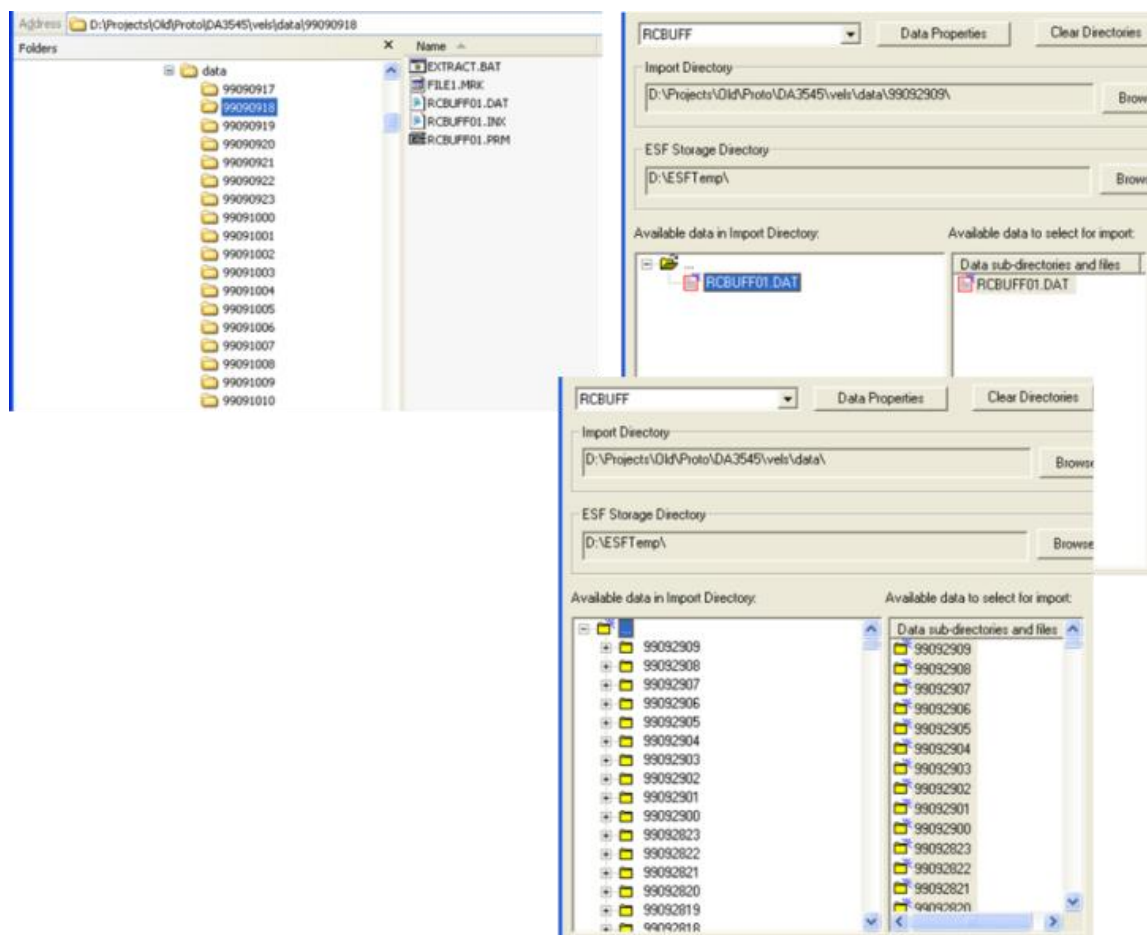 Address D:\Projects\Old\Proto\DA3545\vels\data\99090918
Folders x Name
data
99090917
99090918
99090919
99090920
99090921
99090922
99090923
99091000
99091001
99091002
99091003
99091004
99091005
99091006
99091007
99091008
99091009
99091010
EXTRACT.BAT
FILE1.MRK
RCBUFF01.DAT
RCBUFF01.INX
RCBUFF01.PRM
RCBUFF Data Properties Clear Directories
Import Directory
D:\Projects\Old\Proto\DA3545\vels\data\99092909\ Brow
ESF Storage Directory
D:\ESFTemp\ Brow
Available data in Import Directory: Available data to select for import:
... Data sub-directories and files
RCBUFF01.DAT RCBUFF01.DAT
RCBUFF Data Properties Clear Directories
Import Directory
D:\Projects\Old\Proto\DA3545\vels\data\ Browse
ESF Storage Directory
D:\ESFTemp\ Browse
Available data in Import Directory: Available data to select for import:
... Data sub-directories and files
99092909 99092909
99092908 99092908
99092907 99092907
99092906 99092906
99092905 99092905
99092904 99092904
99092903 99092903
99092902 99092902
99092901 99092901
99092900 99092900
99092823 99092823
99092822 99092822
99092821 99092821
99092820 99092820
99092819
99092818